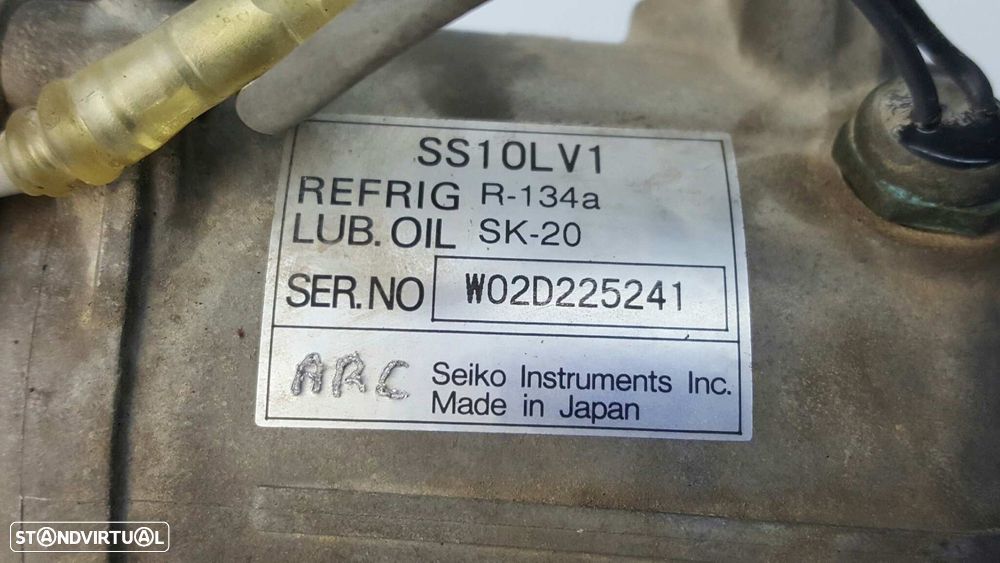 SS10LV1
REFRIG R-134a
LUB. OIL SK-20
SER. NO W02D225241
ARC Seiko Instruments Inc.
Made in Japan
STANDVIRTUAL